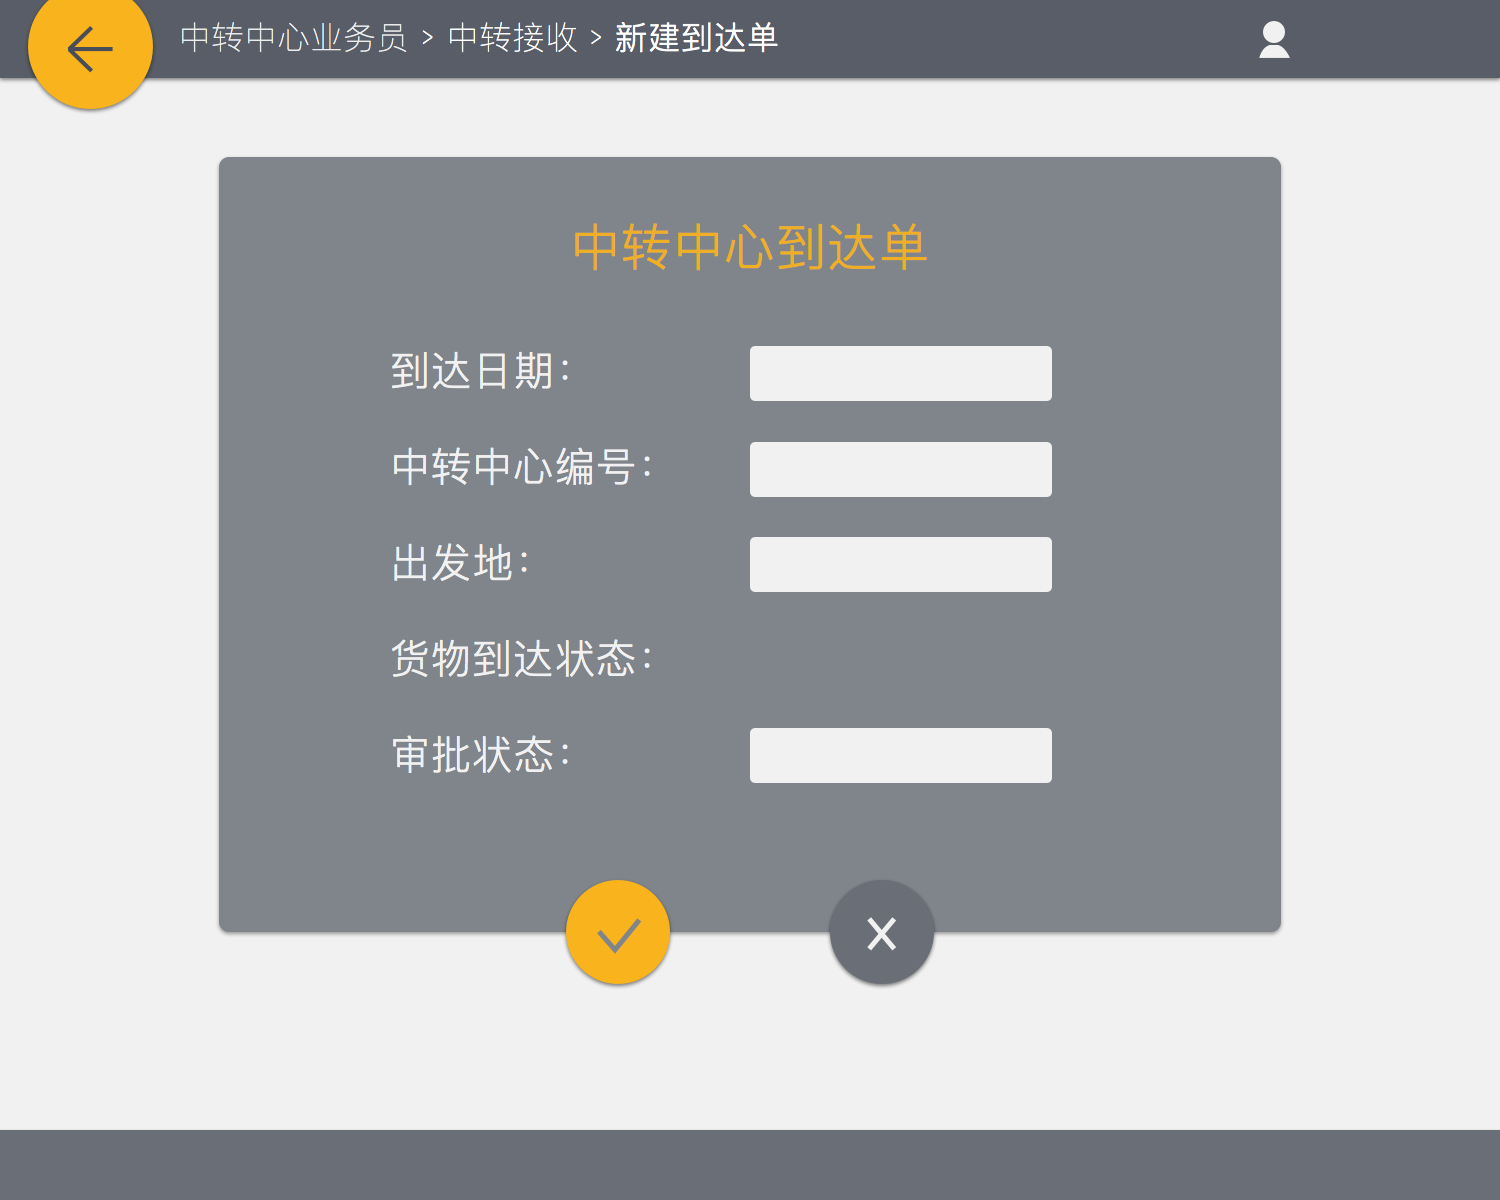 中转中心业务员 > 中转接收 > 新建到达单
中转中心到达单
到达日期：
中转中心编号：
出发地：
货物到达状态：
审批状态：